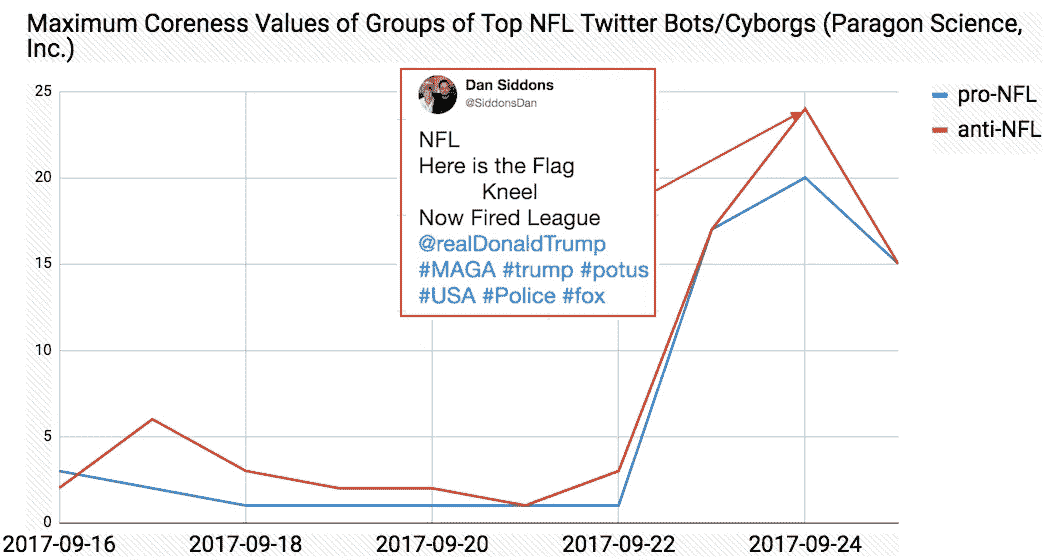 Maximum Coreness Values of Groups of Top NFL Twitter Bots/Cyborgs (Paragon Science,
Inc.)
25
20
15
10
5
0
Dan Siddons
@SiddonsDan
NFL
Here is the Flag
Kneel
Now Fired League
@realDonaldTrump
#MAGA #trump #potus
#USA #Police #fox
pro-NFL
anti-NFL
2017-09-16
2017-09-18
2017-09-20
2017-09-22
2017-09-24